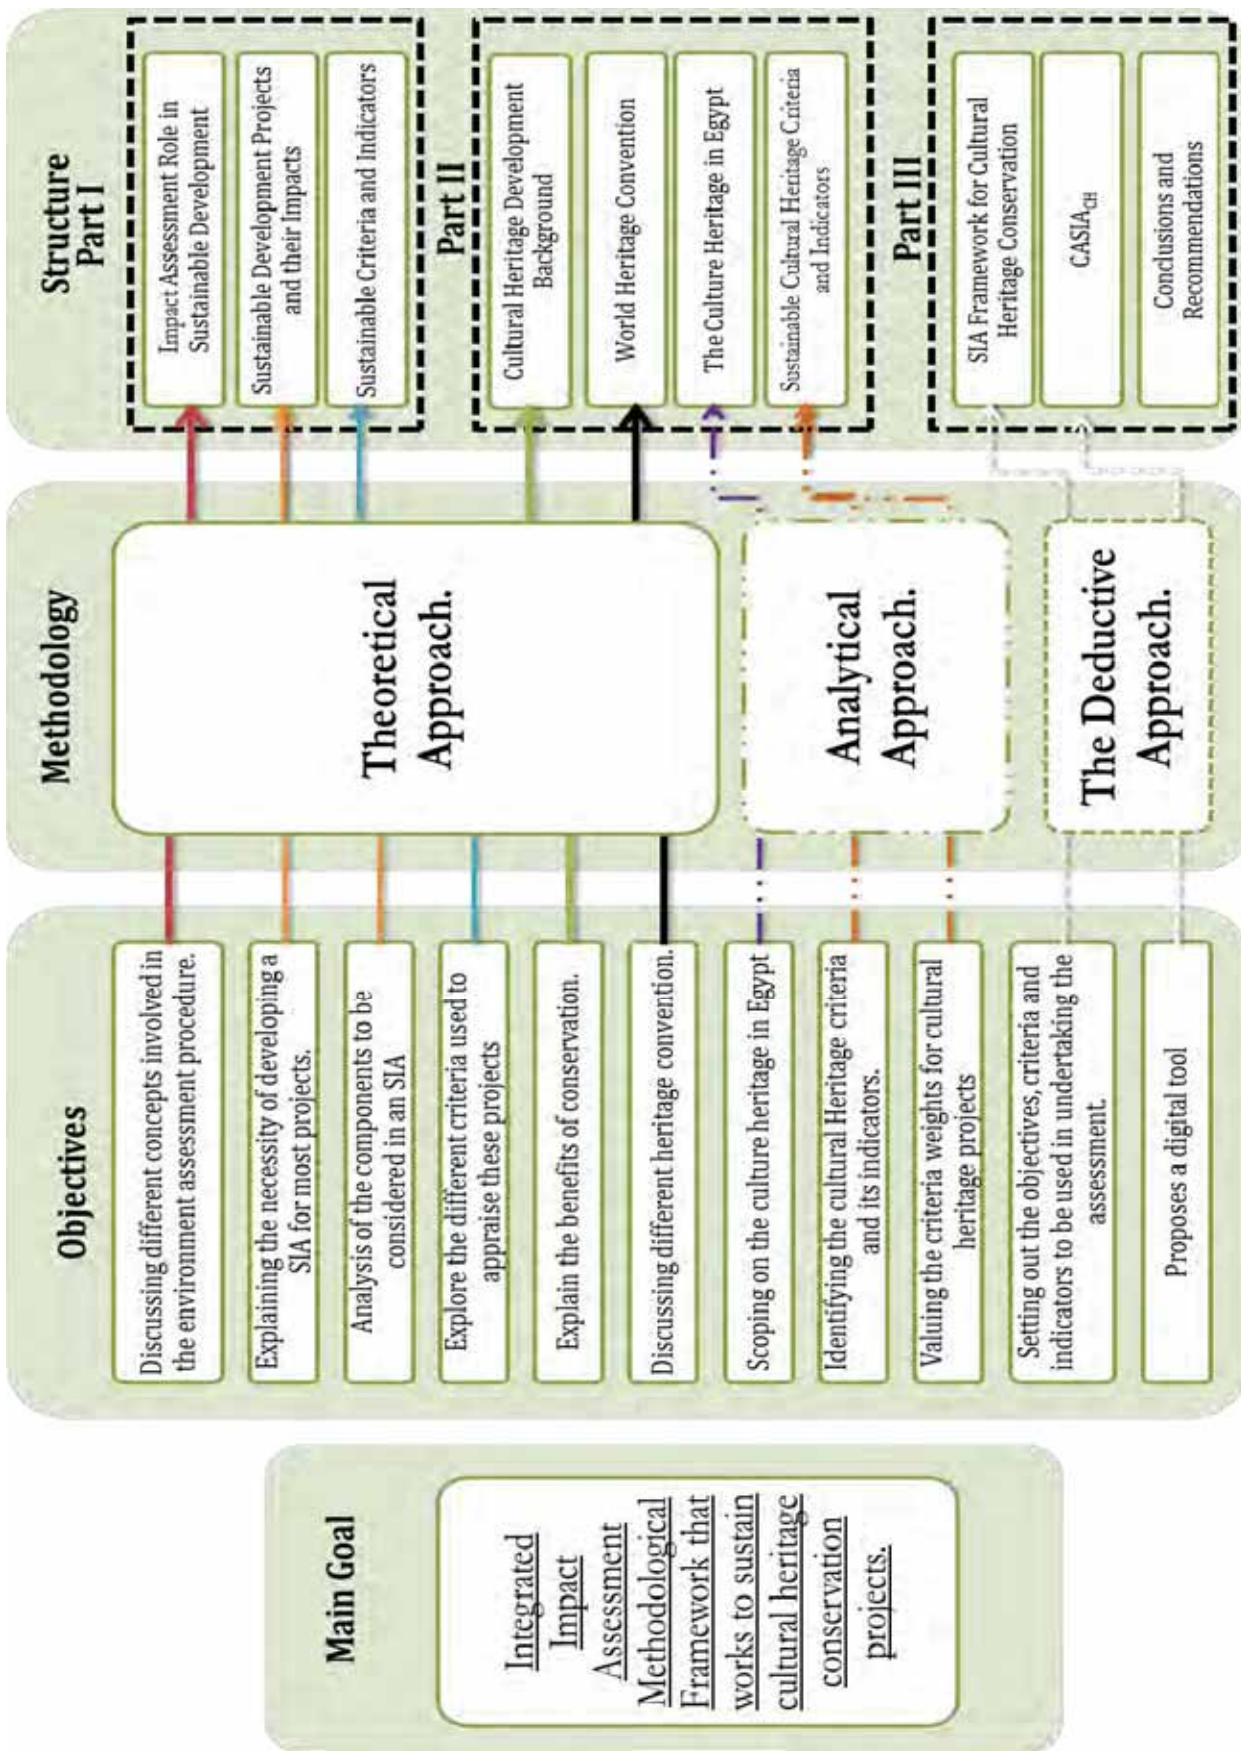 Main Goal
Integrated
Impact
Assessment
Methodological
Framework that
works to sustain
cultural heritage
conservation
projects.
Objectives
Discussing different concepts involved in
the environment assessment procedure.
Explaining the necessity of developing a
SIA for most projects.
Analysis of the components to be
considered in an SIA
Explore the different criteria used to
appraise these projects
Explain the benefits of conservation.
Discussing different heritage convention.
Scoping on the culture heritage in Egypt
Identifying the cultural Heritage criteria
and its indicators.
Valuing the criteria weights for cultural
heritage projects
Setting out the objectives, criteria and
indicators to be used in undertaking the
assessment.
Proposes a digital tool
Methodology
Theoretical
Approach.
Analytical
Approach.
The Deductive
Approach.
Structure
Part I
Impact Assessment Role in
Sustainable Development
Sustainable Development Projects
and their Impacts
Sustainable Criteria and Indicators
Part II
Cultural Heritage Development
Background
World Heritage Convention
The Culture Heritage in Egypt
Sustainable Cultural Heritage Criteria
and Indicators
Part III
SIA Framework for Cultural
Heritage Conservation
CASIACH
Conclusions and
Recommendations